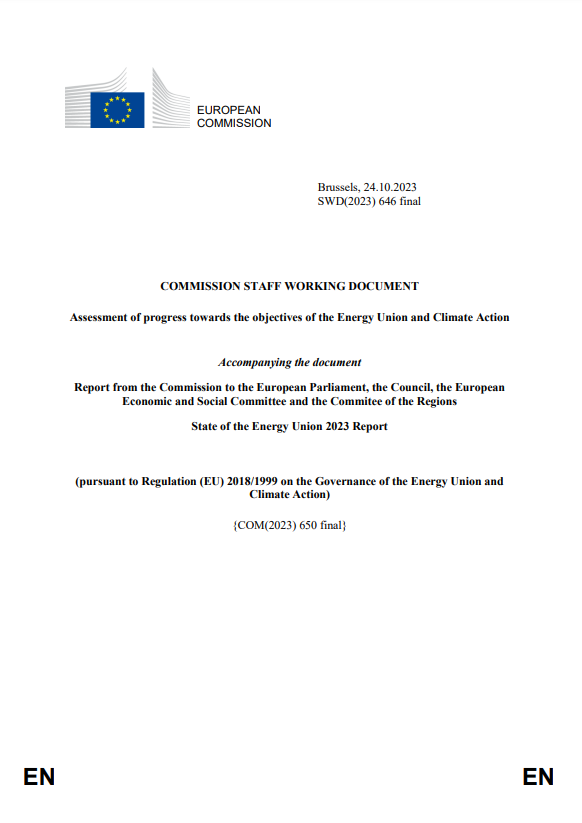 EUROPEAN
COMMISSION
Brussels, 24.10.2023
SWD(2023) 646 final
COMMISSION STAFF WORKING DOCUMENT
Assessment of progress towards the objectives of the Energy Union and Climate Action
Accompanying the document
Report from the Commission to the European Parliament, the Council, the European
Economic and Social Committee and the Commitee of the Regions
State of the Energy Union 2023 Report
(pursuant to Regulation (EU) 2018/1999 on the Governance of the Energy Union and
Climate Action)
{COM(2023) 650 final}
EN EN